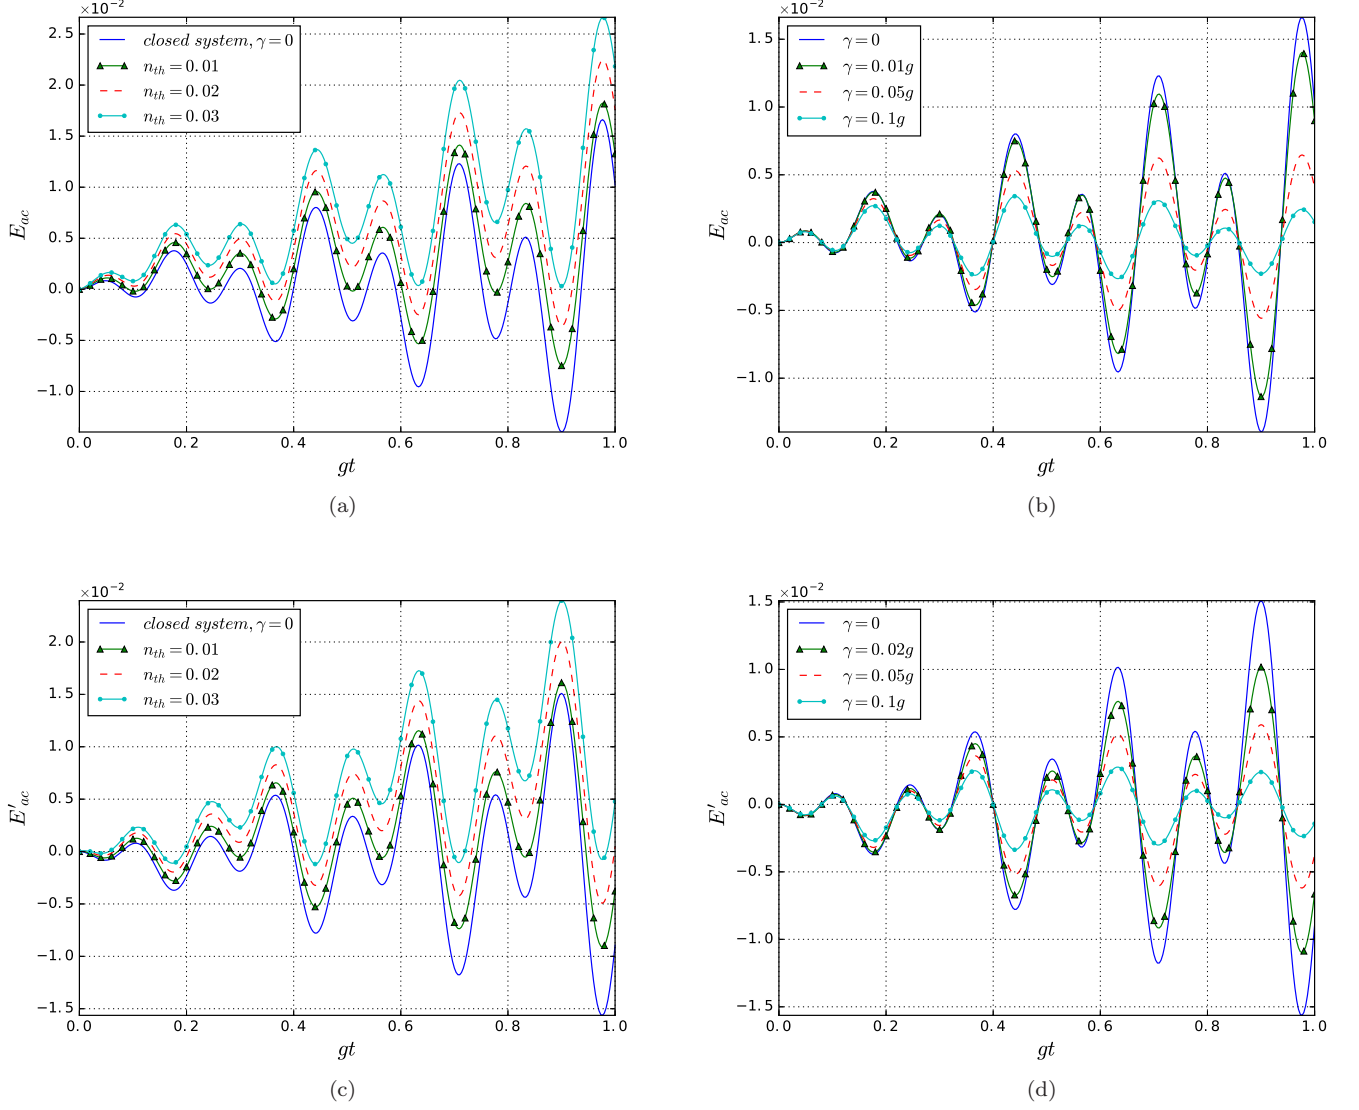 ×10⁻²
2.5
2.0
1.5
1.0
0.5
0.0
−0.5
−1.0
E_ac
closed system, γ = 0
n_th = 0.01
n_th = 0.02
n_th = 0.03
0.0 0.2 0.4 0.6 0.8 1.0
gt
(a)
×10⁻²
1.5
1.0
0.5
0.0
−0.5
−1.0
E_ac
γ = 0
γ = 0.01g
γ = 0.05g
γ = 0.1g
0.0 0.2 0.4 0.6 0.8 1.0
gt
(b)
×10⁻²
2.0
1.5
1.0
0.5
0.0
−0.5
−1.0
−1.5
E′_ac
closed system, γ = 0
n_th = 0.01
n_th = 0.02
n_th = 0.03
0.0 0.2 0.4 0.6 0.8 1.0
gt
(c)
×10⁻²
1.5
1.0
0.5
0.0
−0.5
−1.0
−1.5
E′_ac
γ = 0
γ = 0.02g
γ = 0.05g
γ = 0.1g
0.0 0.2 0.4 0.6 0.8 1.0
gt
(d)